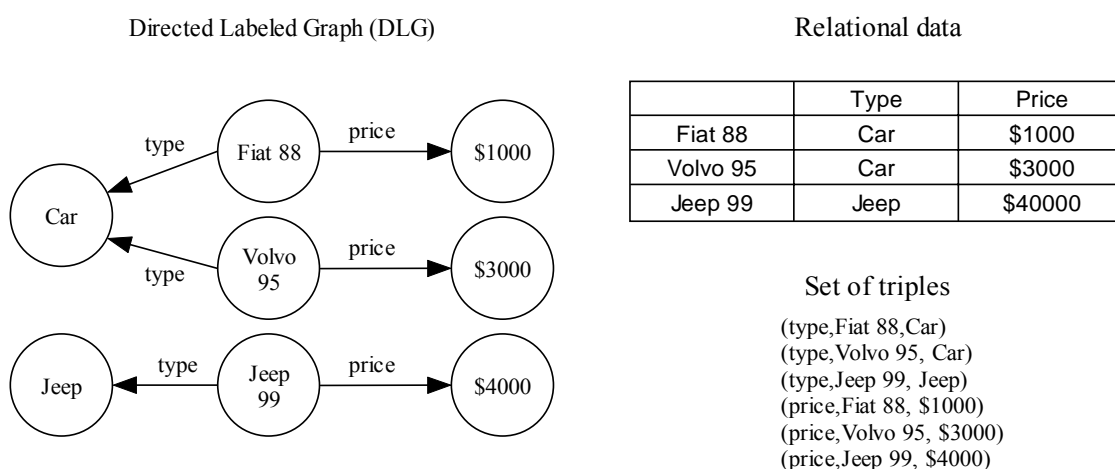 Directed Labeled Graph (DLG)
type
Fiat 88
price
$1000
Car
type
Volvo
95
price
$3000
Jeep
type
Jeep
99
price
$4000
Relational data
Type Price
Fiat 88 Car $1000
Volvo 95 Car $3000
Jeep 99 Jeep $40000
Set of triples
(type,Fiat 88,Car)
(type,Volvo 95, Car)
(type,Jeep 99, Jeep)
(price,Fiat 88, $1000)
(price,Volvo 95, $3000)
(price,Jeep 99, $4000)